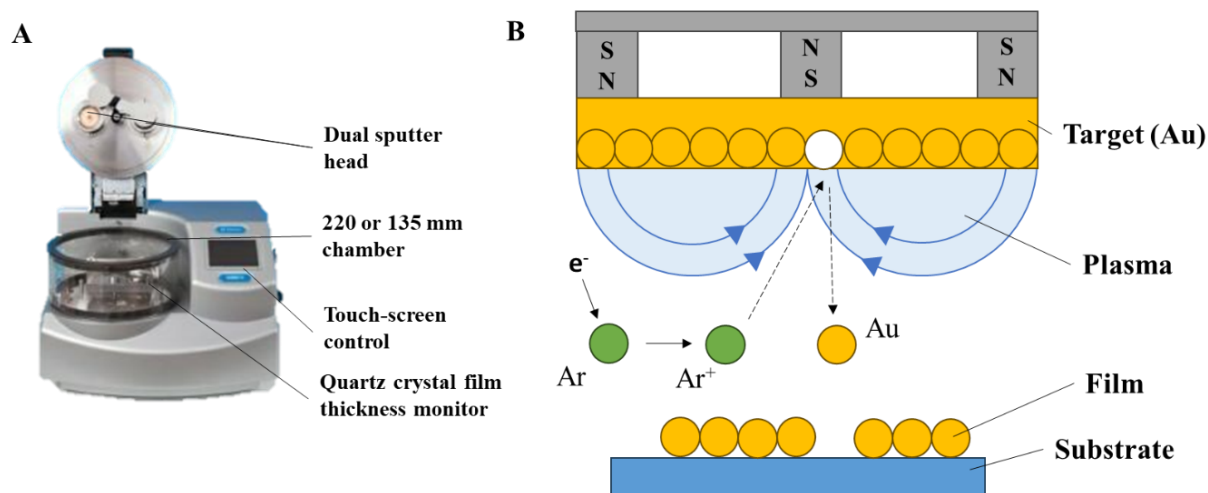 A
Dual sputter
head
220 or 135 mm
chamber
Touch-screen
control
Quartz crystal film
thickness monitor
B
S N S
N S N
Target (Au)
Plasma
e-
Au
Ar Ar+
Film
Substrate